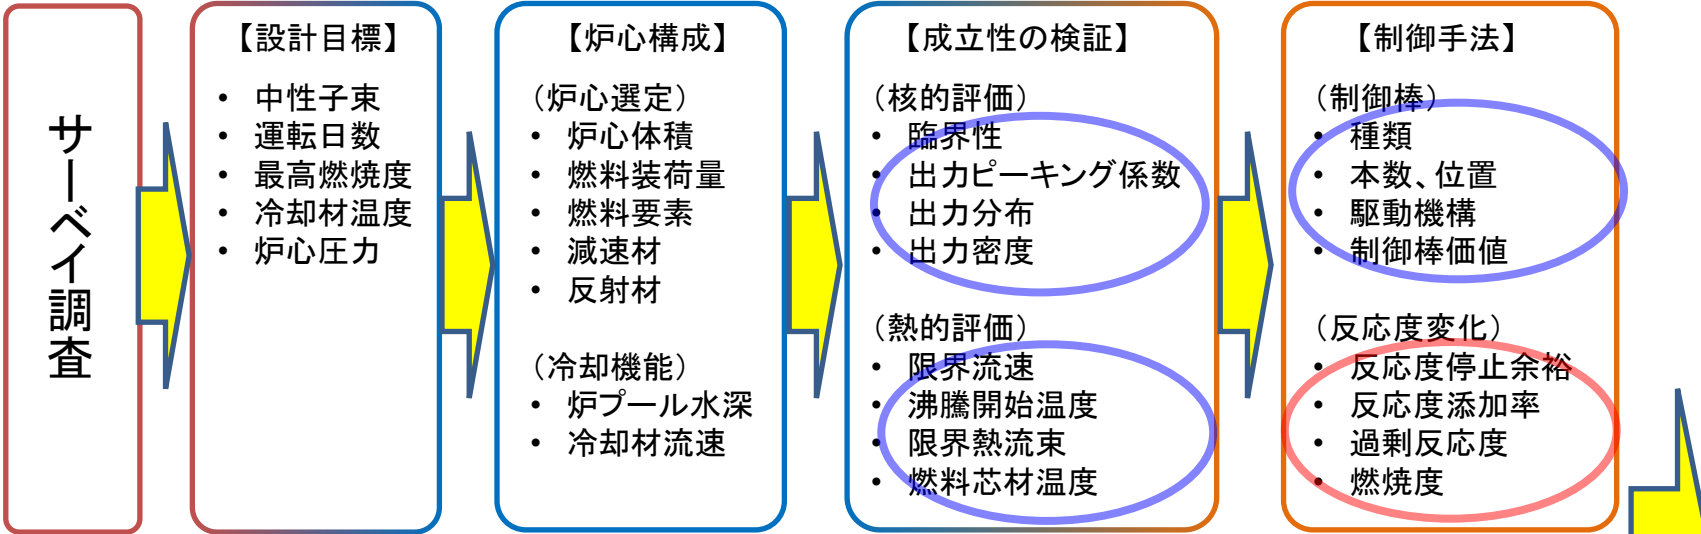 サーベイ調査
【設計目標】
• 中性子束
• 運転日数
• 最高燃焼度
• 冷却材温度
• 炉心圧力
【炉心構成】
（炉心選定）
• 炉心体積
• 燃料装荷量
• 燃料要素
• 減速材
• 反射材
（冷却機能）
• 炉プール水深
• 冷却材流速
【成立性の検証】
（核的評価）
• 臨界性
• 出力ピーキング係数
• 出力分布
• 出力密度
（熱的評価）
• 限界流速
• 沸騰開始温度
• 限界熱流束
• 燃料芯材温度
【制御手法】
（制御棒）
• 種類
• 本数、位置
• 駆動機構
• 制御棒価値
（反応度変化）
• 反応度停止余裕
• 反応度添加率
• 過剰反応度
• 燃焼度